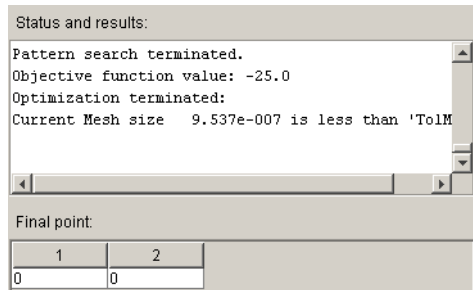 Status and results:
Pattern search terminated.
Objective function value: -25.0
Optimization terminated:
Current Mesh size   9.537e-007 is less than 'TolM
Final point:
1 2
0 0